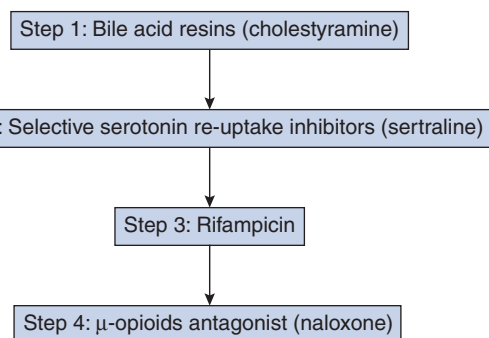 Step 1: Bile acid resins (cholestyramine)
: Selective serotonin re-uptake inhibitors (sertraline)
Step 3: Rifampicin
Step 4: μ-opioids antagonist (naloxone)